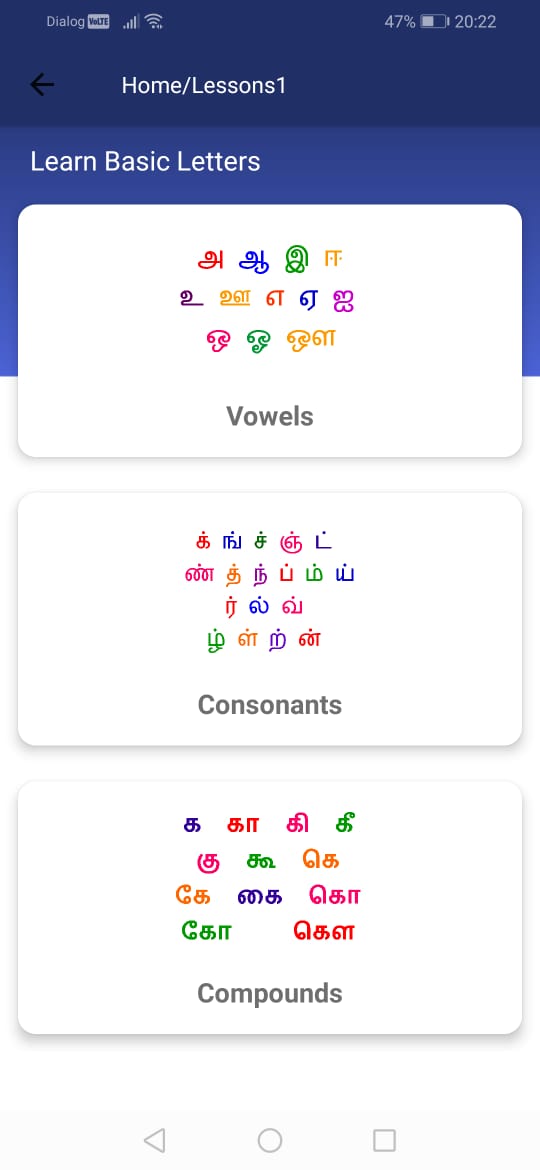 Dialog VoLTE 47% 20:22
Home/Lessons1
Learn Basic Letters
அ ஆ இ ஈ
உ ஊ எ ஏ ஐ
ஒ ஓ ஔ
Vowels
க் ங் ச் ஞ் ட்
ண் த் ந் ப் ம் ய்
ர் ல் வ்
ழ் ள் ற் ன்
Consonants
க கா கி கீ
கு கூ கெ
கே கை கொ
கோ கௌ
Compounds